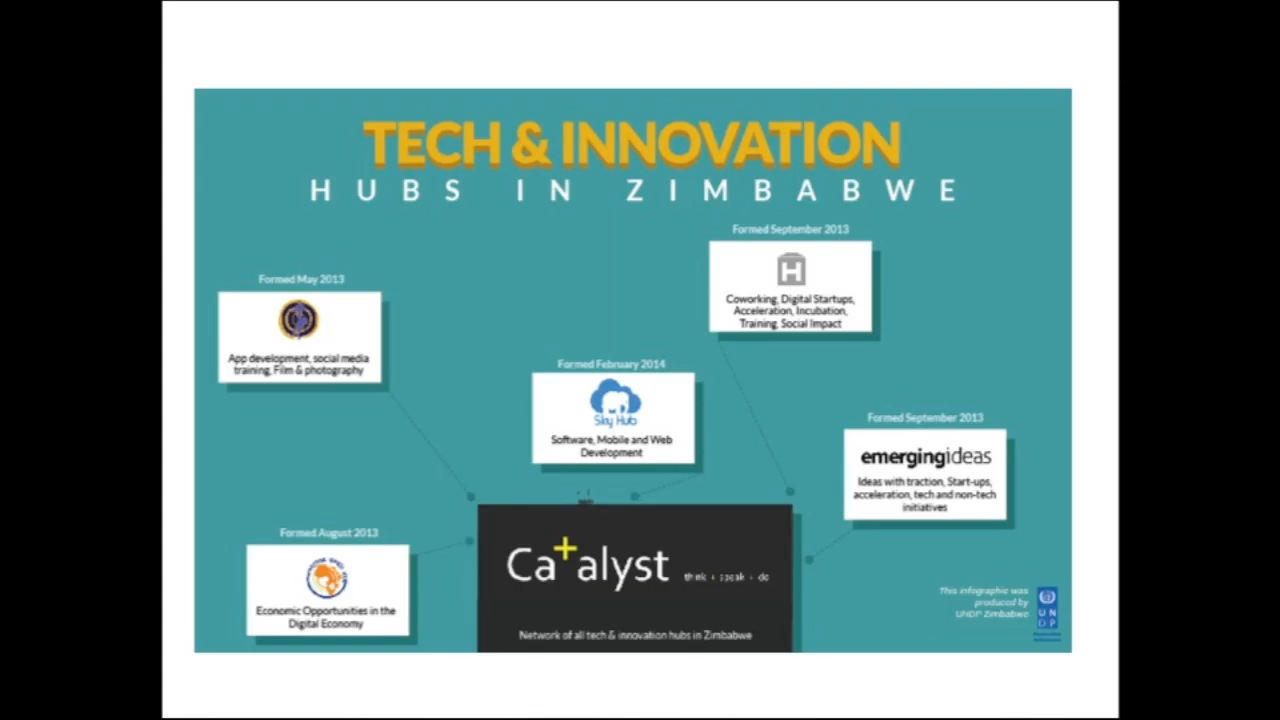 TECH & INNOVATION
HUBS IN ZIMBABWE
Formed September 2013
H
Coworking, Digital Startups,
Acceleration, Incubation,
Training, Social Impact
Formed May 2013
App development, social media
training, Film & photography
Formed February 2014
Sky Hub
Software, Mobile and Web
Development
Formed September 2013
emergingideas
Ideas with traction, Start-ups,
acceleration, tech and non-tech
initiatives
Formed August 2013
Economic Opportunities in the
Digital Economy
Ca+alyst
think + speak + do
Network of all tech & innovation hubs in Zimbabwe
This infographic was
produced by
UNDP Zimbabwe
U N
D P